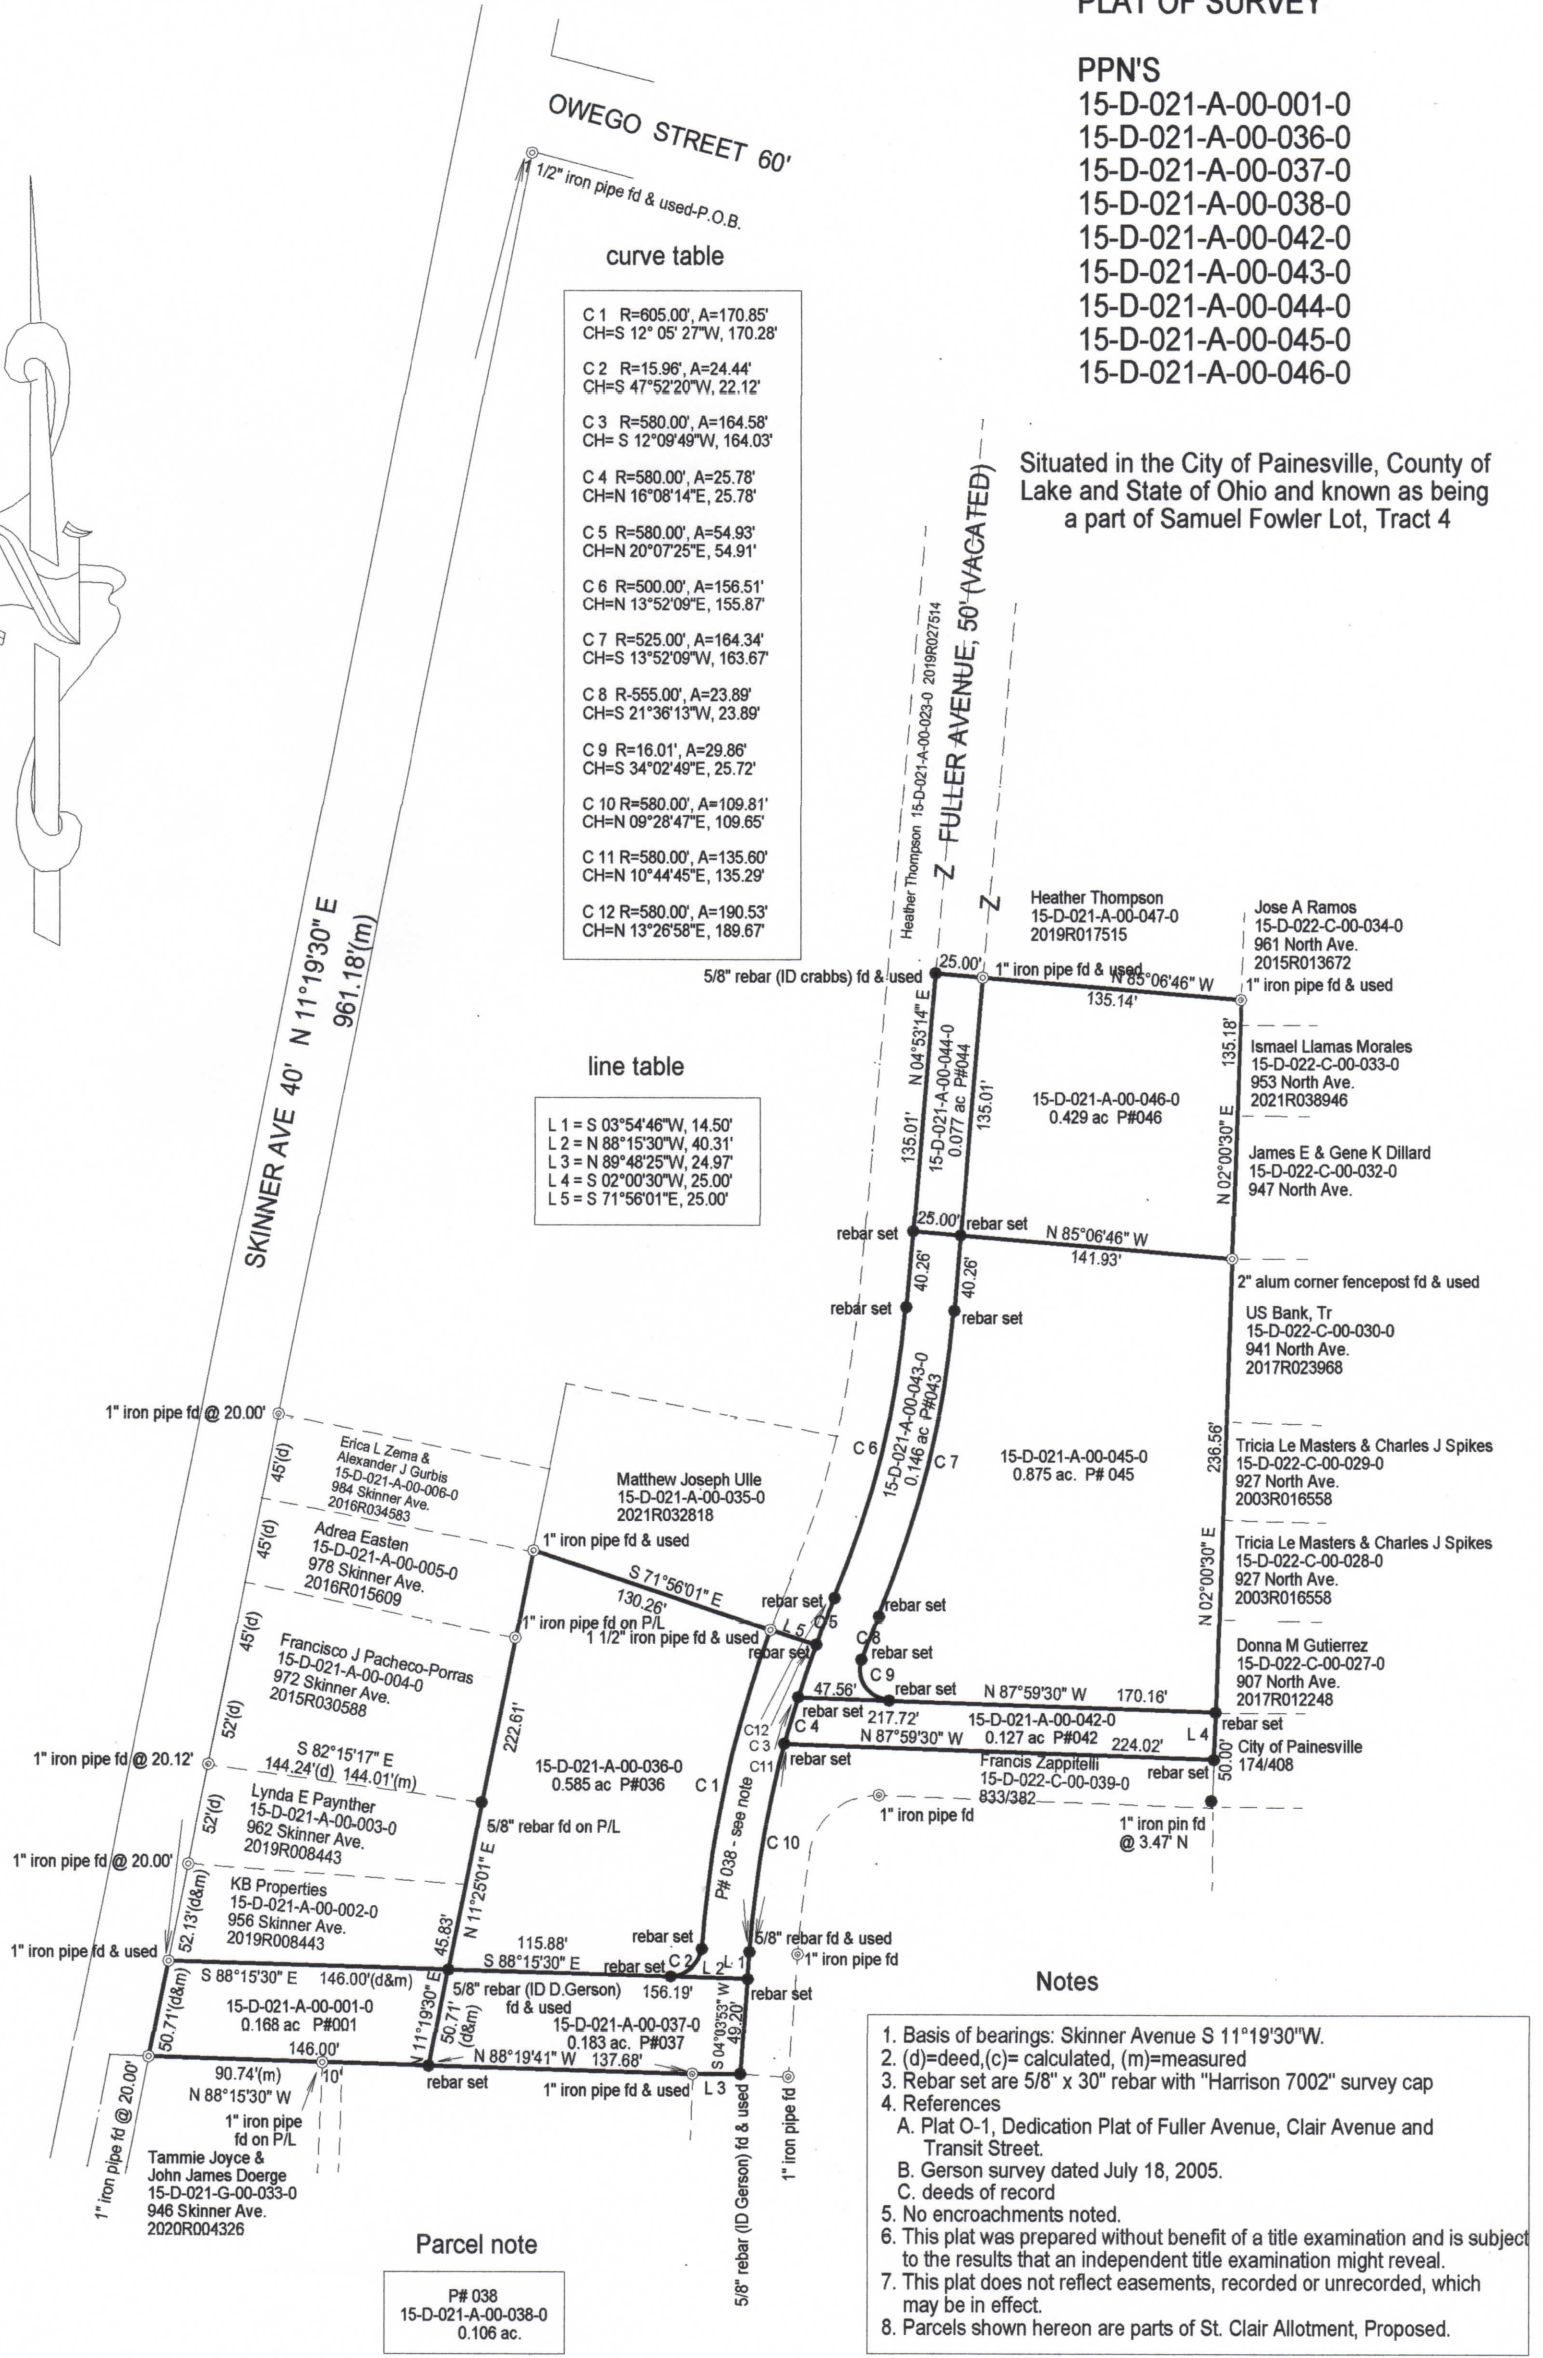 PLAT OF SURVEY
PPN'S
15-D-021-A-00-001-0
15-D-021-A-00-036-0
15-D-021-A-00-037-0
15-D-021-A-00-038-0
15-D-021-A-00-042-0
15-D-021-A-00-043-0
15-D-021-A-00-044-0
15-D-021-A-00-045-0
15-D-021-A-00-046-0
Situated in the City of Painesville, County of
Lake and State of Ohio and known as being
a part of Samuel Fowler Lot, Tract 4
OWEGO STREET 60'
1 1/2" iron pipe fd & used-P.O.B.
curve table
C 1 R=605.00', A=170.85'
CH=S 12° 05' 27"W, 170.28'
C 2 R=15.96', A=24.44'
CH=S 47°52'20"W, 22.12'
C 3 R=580.00', A=164.58'
CH= S 12°09'49"W, 164.03'
C 4 R=580.00', A=25.78'
CH=N 16°08'14"E, 25.78'
C 5 R=580.00', A=54.93'
CH=N 20°07'25"E, 54.91'
C 6 R=500.00', A=156.51'
CH=N 13°52'09"E, 155.87'
C 7 R=525.00', A=164.34'
CH=S 13°52'09"W, 163.67'
C 8 R-555.00', A=23.89'
CH=S 21°36'13"W, 23.89'
C 9 R=16.01', A=29.86'
CH=S 34°02'49"E, 25.72'
C 10 R=580.00', A=109.81'
CH=N 09°28'47"E, 109.65'
C 11 R=580.00', A=135.60'
CH=N 10°44'45"E, 135.29'
C 12 R=580.00', A=190.53'
CH=N 13°26'58"E, 189.67'
line table
L 1 = S 03°54'46"W, 14.50'
L 2 = N 88°15'30"W, 40.31'
L 3 = N 89°48'25"W, 24.97'
L 4 = S 02°00'30"W, 25.00'
L 5 = S 71°56'01"E, 25.00'
SKINNER AVE 40' N 11°19'30" E
961.18'(m)
Heather Thompson 15-D-021-A-00-023-0 2019R027514
Z FULLER AVENUE, 50' (VACATED)
Z
Heather Thompson
15-D-021-A-00-047-0
2019R017515
Jose A Ramos
15-D-022-C-00-034-0
961 North Ave.
2015R013672
5/8" rebar (ID crabbs) fd & used
25.00'
1" iron pipe fd & used
N 85°06'46" W
135.14'
1" iron pipe fd & used
N 04°53'14" E
135.01'
15-D-021-A-00-044-0
0.077 ac P#044
135.01'
15-D-021-A-00-046-0
0.429 ac P#046
135.18'
N 02°00'30" E
Ismael Llamas Morales
15-D-022-C-00-033-0
953 North Ave.
2021R038946
James E & Gene K Dillard
15-D-022-C-00-032-0
947 North Ave.
rebar set
25.00'
rebar set
N 85°06'46" W
141.93'
2" alum corner fencepost fd & used
40.26'
40.26'
rebar set
rebar set
US Bank, Tr
15-D-022-C-00-030-0
941 North Ave.
2017R023968
C 6
15-D-021-A-00-043-0
0.146 ac P#043
C 7
15-D-021-A-00-045-0
0.875 ac. P# 045
236.56'
N 02°00'30" E
Tricia Le Masters & Charles J Spikes
15-D-022-C-00-029-0
927 North Ave.
2003R016558
Tricia Le Masters & Charles J Spikes
15-D-022-C-00-028-0
927 North Ave.
2003R016558
Donna M Gutierrez
15-D-022-C-00-027-0
907 North Ave.
2017R012248
1" iron pipe fd @ 20.00'
45'(d)
Erica L Zema &
Alexander J Gurbis
15-D-021-A-00-006-0
984 Skinner Ave.
2016R034583
45'(d)
Adrea Easten
15-D-021-A-00-005-0
978 Skinner Ave.
2016R015609
45'(d)
Francisco J Pacheco-Porras
15-D-021-A-00-004-0
972 Skinner Ave.
2015R030588
52'(d)
Matthew Joseph Ulle
15-D-021-A-00-035-0
2021R032818
1" iron pipe fd & used
S 71°56'01" E
130.26'
1" iron pipe fd on P/L
1 1/2" iron pipe fd & used
rebar set
L 5
C 5
rebar set
rebar set
C 8
rebar set
C 9
rebar set
47.56'
N 87°59'30" W
170.16'
rebar set
217.72'
15-D-021-A-00-042-0
0.127 ac P#042
L 4
rebar set
C 4
N 87°59'30" W
224.02'
rebar set
rebar set
50.00'
City of Painesville
174/408
Francis Zappitelli
15-D-022-C-00-039-0
833/382
1" iron pipe fd
1" iron pin fd
@ 3.47' N
C12
C 3
C11
C 1
P# 038 - see note
C 10
1" iron pipe fd @ 20.12'
S 82°15'17" E
144.24'(d) 144.01'(m)
222.61'
15-D-021-A-00-036-0
0.585 ac P#036
52'(d)
Lynda E Paynther
15-D-021-A-00-003-0
962 Skinner Ave.
2019R008443
5/8" rebar fd on P/L
N 11°25'01" E
45.83'
1" iron pipe fd @ 20.00'
52.13'(d&m)
KB Properties
15-D-021-A-00-002-0
956 Skinner Ave.
2019R008443
1" iron pipe fd & used
S 88°15'30" E
146.00'(d&m)
115.88'
S 88°15'30" E
rebar set
rebar set
C 2
L 2
L 1
5/8" rebar fd & used
1" iron pipe fd
rebar set
50.71'(d&m)
15-D-021-A-00-001-0
0.168 ac P#001
N 11°19'30" E
50.71'
(d&m)
5/8" rebar (ID D.Gerson)
fd & used
156.19'
15-D-021-A-00-037-0
0.183 ac. P#037
S 04°03'53" W
49.20'
146.00'
90.74'(m)
10'
N 88°15'30" W
1" iron pipe
fd on P/L
rebar set
N 88°19'41" W
137.68'
1" iron pipe fd & used
L 3
5/8" rebar (ID Gerson) fd & used
1" iron pipe fd
1" iron pipe fd @ 20.00'
Tammie Joyce &
John James Doerge
15-D-021-G-00-033-0
946 Skinner Ave.
2020R004326
Parcel note
P# 038
15-D-021-A-00-038-0
0.106 ac.
Notes
1. Basis of bearings: Skinner Avenue S 11°19'30"W.
2. (d)=deed,(c)= calculated, (m)=measured
3. Rebar set are 5/8" x 30" rebar with "Harrison 7002" survey cap
4. References
A. Plat O-1, Dedication Plat of Fuller Avenue, Clair Avenue and
Transit Street.
B. Gerson survey dated July 18, 2005.
C. deeds of record
5. No encroachments noted.
6. This plat was prepared without benefit of a title examination and is subject
to the results that an independent title examination might reveal.
7. This plat does not reflect easements, recorded or unrecorded, which
may be in effect.
8. Parcels shown hereon are parts of St. Clair Allotment, Proposed.